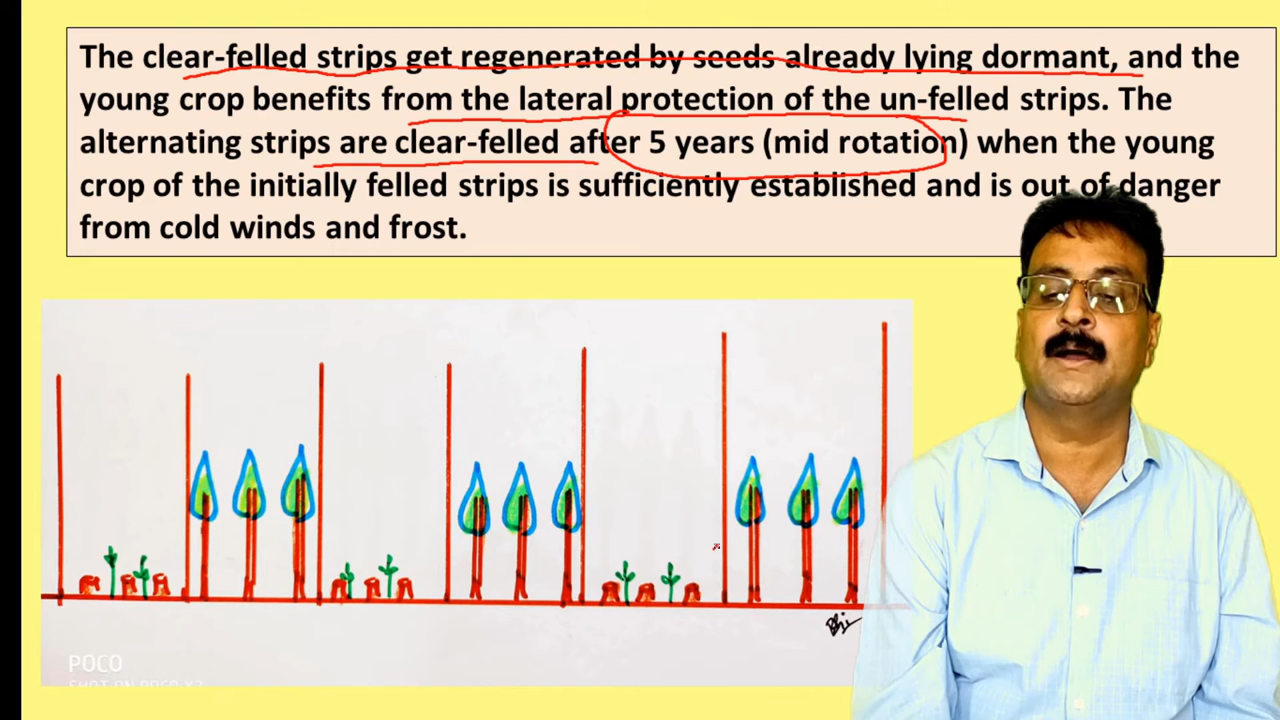 The clear-felled strips get regenerated by seeds already lying dormant, and the
young crop benefits from the lateral protection of the un-felled strips. The
alternating strips are clear-felled after 5 years (mid rotation) when the young
crop of the initially felled strips is sufficiently established and is out of danger
from cold winds and frost.
POCO